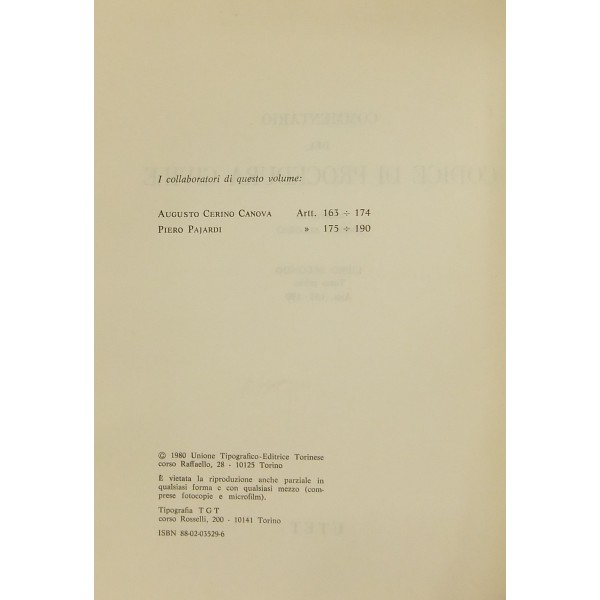 I collaboratori di questo volume:
Augusto Cerino Canova Artt. 163 ÷ 174
Piero Pajardi » 175 ÷ 190
© 1980 Unione Tipografico-Editrice Torinese
corso Raffaello, 28 - 10125 Torino
È vietata la riproduzione anche parziale in
qualsiasi forma e con qualsiasi mezzo (com-
prese fotocopie e microfilm).
Tipografia T G T
corso Rosselli, 200 - 10141 Torino
ISBN 88-02-03529-6